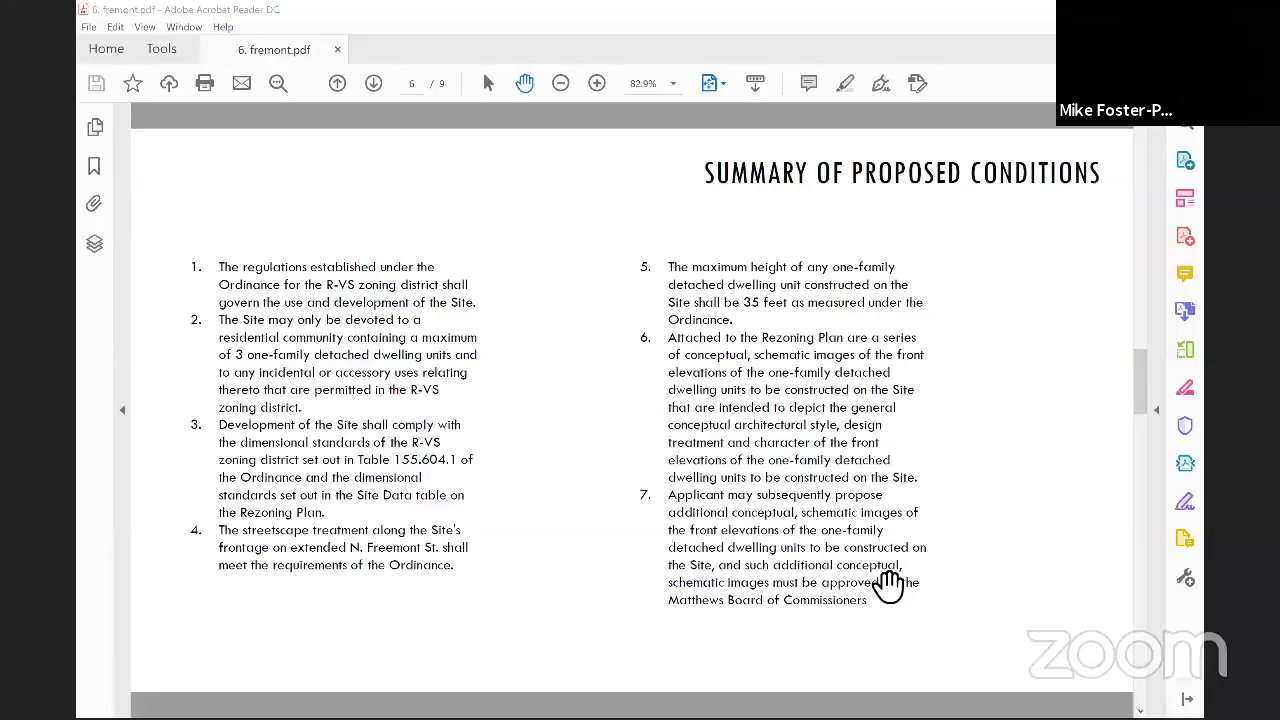 6. fremont.pdf - Adobe Acrobat Reader DC
File Edit View Window Help
Home Tools 6. fremont.pdf ×
6 / 9 82.9%
Mike Foster-P...
SUMMARY OF PROPOSED CONDITIONS
1. The regulations established under the
Ordinance for the R-VS zoning district shall
govern the use and development of the Site.
2. The Site may only be devoted to a
residential community containing a maximum
of 3 one-family detached dwelling units and
to any incidental or accessory uses relating
thereto that are permitted in the R-VS
zoning district.
3. Development of the Site shall comply with
the dimensional standards of the R-VS
zoning district set out in Table 155.604.1 of
the Ordinance and the dimensional
standards set out in the Site Data table on
the Rezoning Plan.
4. The streetscape treatment along the Site's
frontage on extended N. Freemont St. shall
meet the requirements of the Ordinance.
5. The maximum height of any one-family
detached dwelling unit constructed on the
Site shall be 35 feet as measured under the
Ordinance.
6. Attached to the Rezoning Plan are a series
of conceptual, schematic images of the front
elevations of the one-family detached
dwelling units to be constructed on the Site
that are intended to depict the general
conceptual architectural style, design
treatment and character of the front
elevations of the one-family detached
dwelling units to be constructed on the Site.
7. Applicant may subsequently propose
additional conceptual, schematic images of
the front elevations of the one-family
detached dwelling units to be constructed on
the Site, and such additional conceptual,
schematic images must be approved the
Matthews Board of Commissioners
zoom